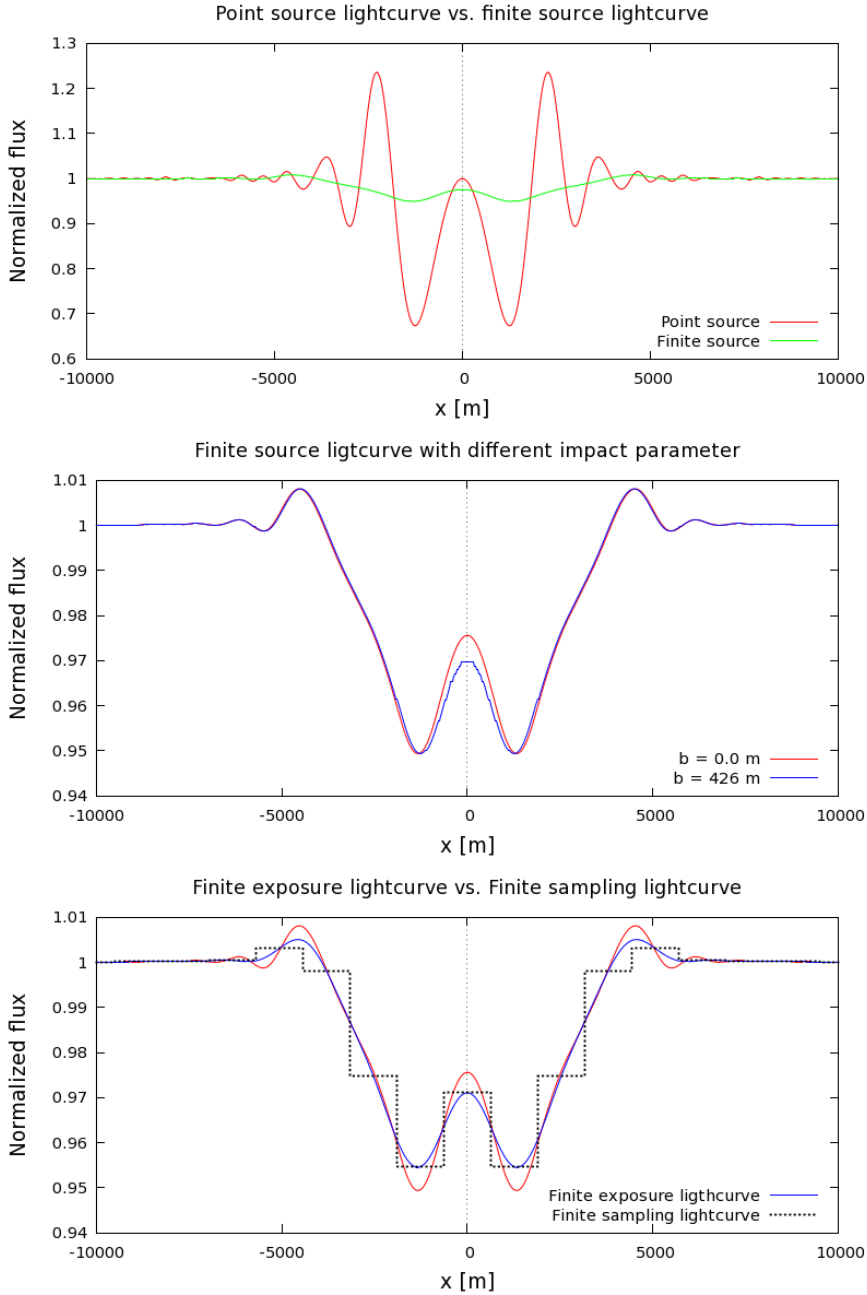 Point source lightcurve vs. finite source lightcurve
1.3
1.2
1.1
1
0.9
0.8
0.7
0.6
Normalized flux
Point source
Finite source
-10000 -5000 0 5000 10000
x [m]
Finite source ligtcurve with different impact parameter
1.01
1
0.99
0.98
0.97
0.96
0.95
0.94
Normalized flux
b = 0.0 m
b = 426 m
-10000 -5000 0 5000 10000
x [m]
Finite exposure lightcurve vs. Finite sampling lightcurve
1.01
1
0.99
0.98
0.97
0.96
0.95
0.94
Normalized flux
Finite exposure ligthcurve
Finite sampling lightcurve
-10000 -5000 0 5000 10000
x [m]